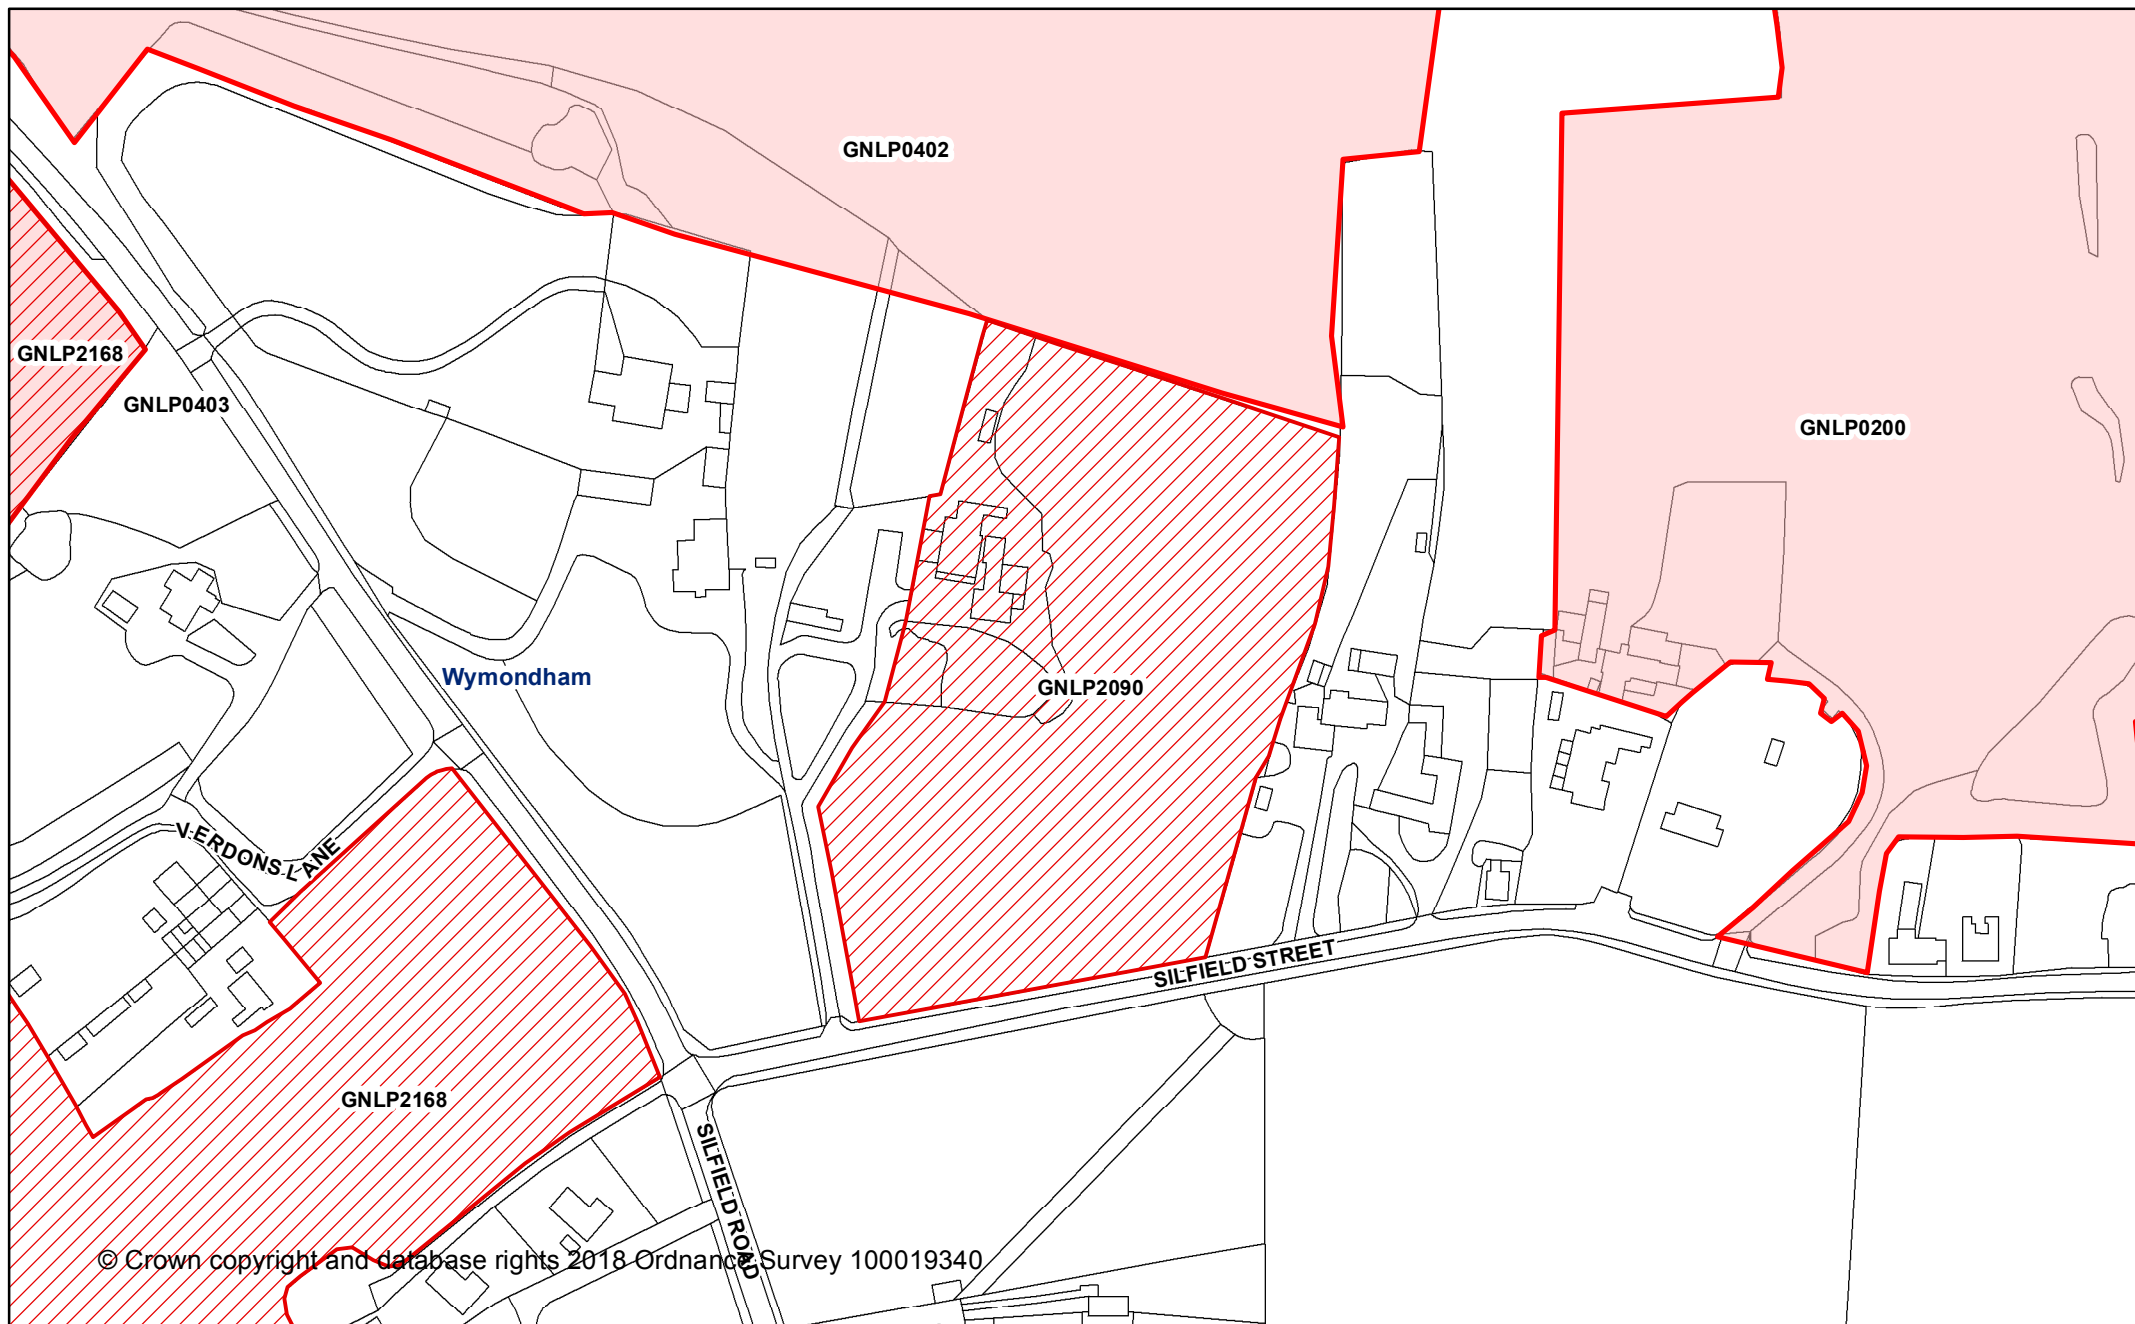 GNLP0402
GNLP2168
GNLP0403
GNLP0200
Wymondham
GNLP2090
VERDONS LANE
SILFIELD STREET
GNLP2168
SILFIELD ROAD
© Crown copyright and database rights 2018 Ordnance Survey 100019340